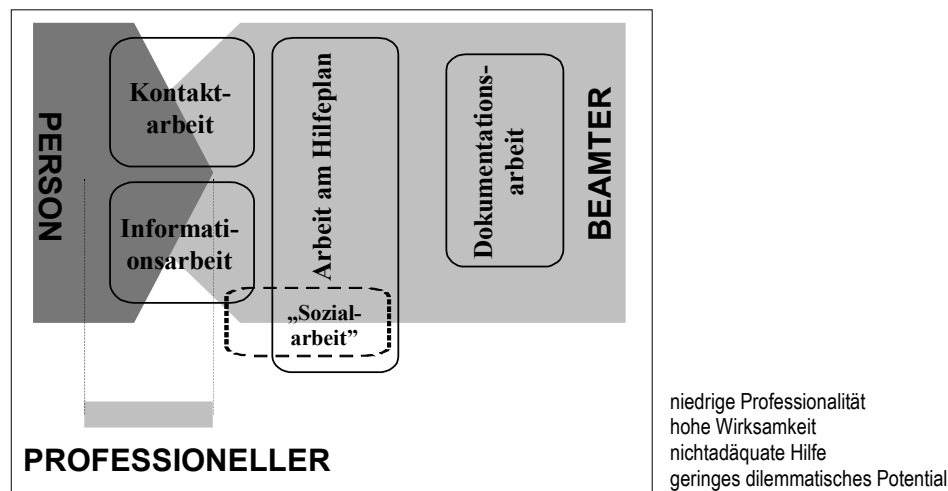 PERSON
Kontakt-
arbeit
Informati-
onsarbeit
Arbeit am Hilfeplan
„Sozial-
arbeit”
Dokumentations-
arbeit
BEAMTER
PROFESSIONELLER
niedrige Professionalität
hohe Wirksamkeit
nichtadäquate Hilfe
geringes dilemmatisches Potential